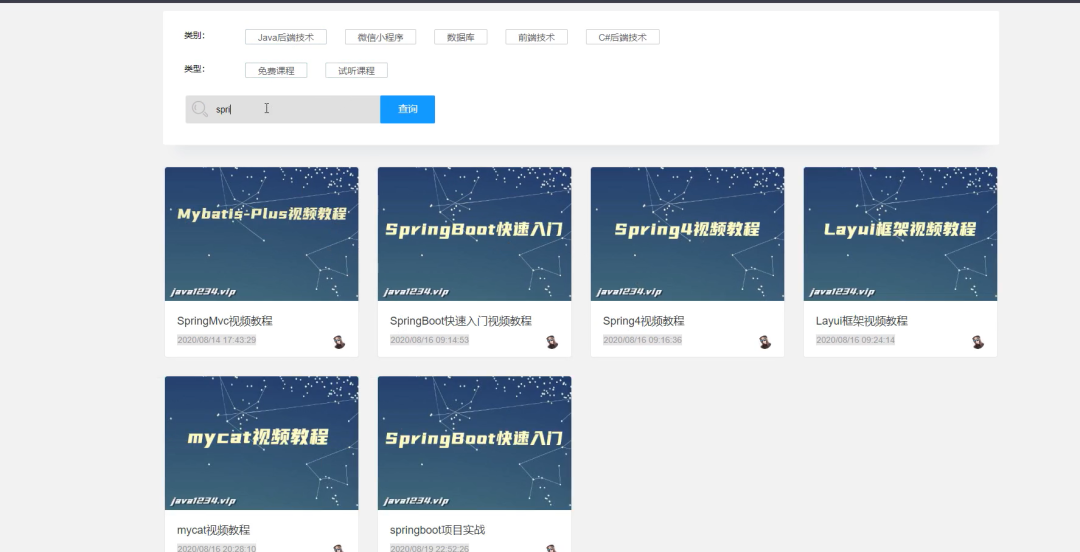 类别: Java后端技术 微信小程序 数据库 前端技术 C#后端技术
类型: 免费课程 试听课程
spri 查询
Mybatis-Plus视频教程
java1234.vip
SpringMvc视频教程
2020/08/14 17:43:29
SpringBoot快速入门
java1234.vip
SpringBoot快速入门视频教程
2020/08/16 09:14:53
Spring4视频教程
java1234.vip
Spring4视频教程
2020/08/16 09:16:36
Layui框架视频教程
java1234.vip
Layui框架视频教程
2020/08/16 09:24:14
mycat视频教程
java1234.vip
mycat视频教程
2020/08/16 20:28:10
SpringBoot快速入门
java1234.vip
springboot项目实战
2020/08/19 22:52:26